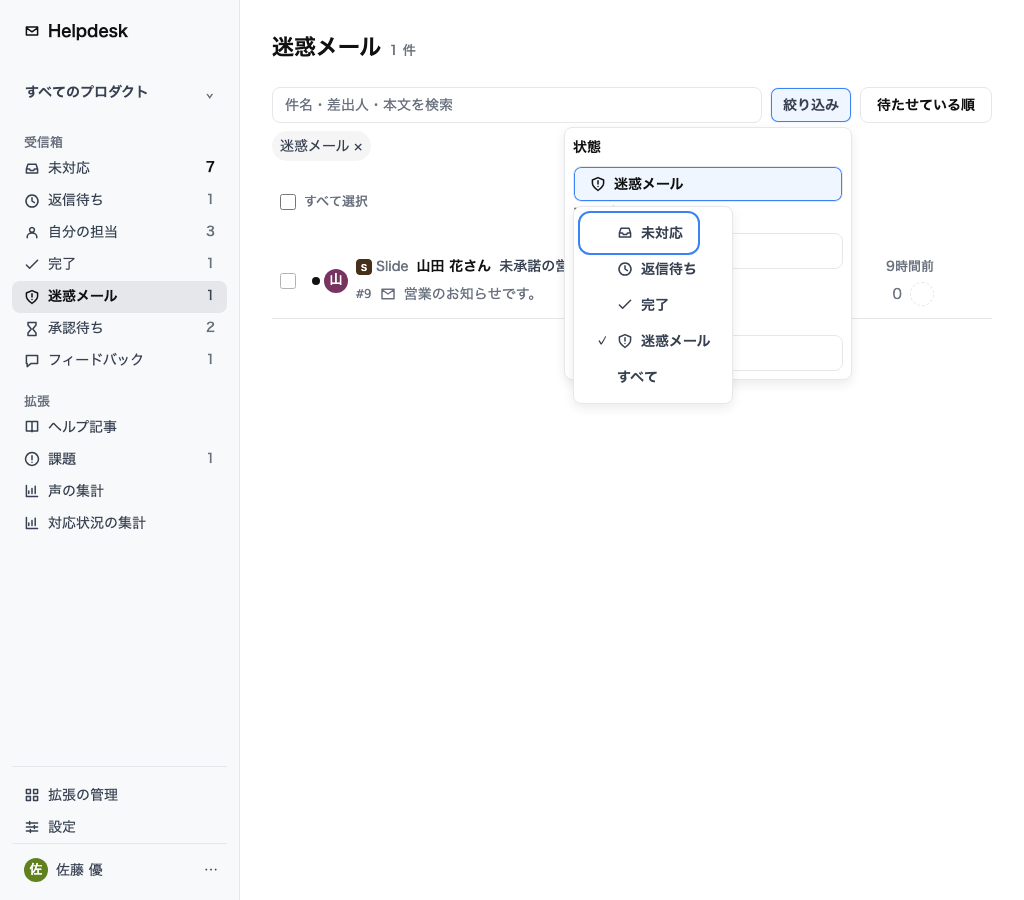 Helpdesk
すべてのプロダクト
受信箱
未対応 7
返信待ち 1
自分の担当 3
完了 1
迷惑メール 1
承認待ち 2
フィードバック 1
拡張
ヘルプ記事
課題 1
声の集計
対応状況の集計
拡張の管理
設定
佐 佐藤 優 …
迷惑メール 1 件
件名・差出人・本文を検索 絞り込み 待たせている順
迷惑メール ×
すべて選択
山 S Slide 山田 花さん 未承諾の営 9時間前
#9 営業のお知らせです。 0
状態
迷惑メール
未対応
返信待ち
完了
✓ 迷惑メール
すべて